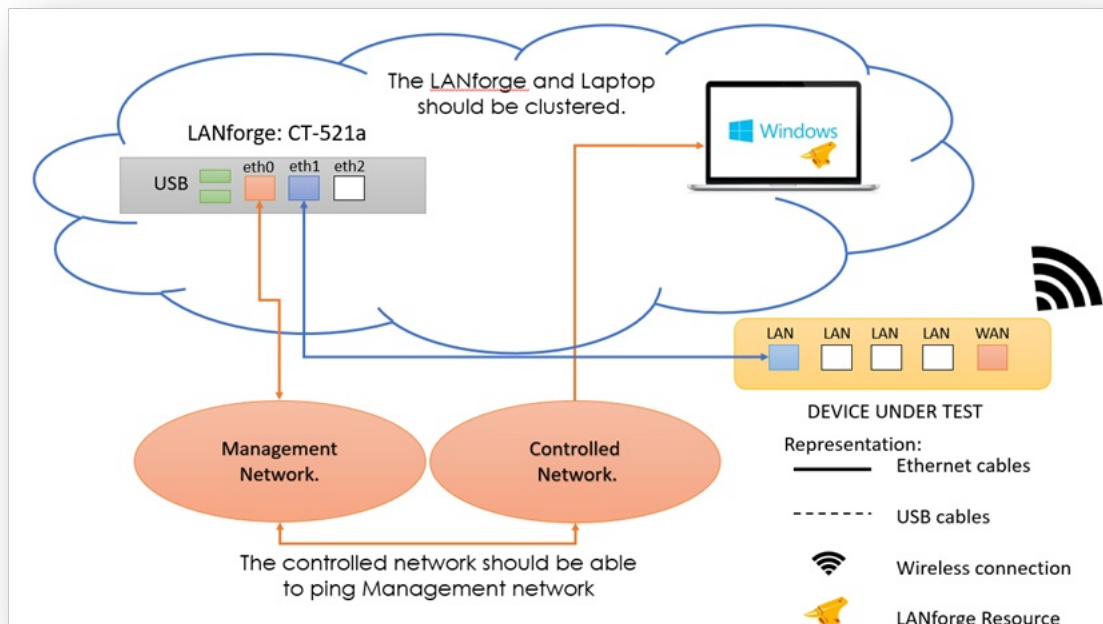 The LANforge and Laptop
should be clustered.
LANforge: CT-521a
USB
eth0
eth1
eth2
Windows
LAN
LAN
LAN
LAN
WAN
DEVICE UNDER TEST
Management
Network.
Controlled
Network.
The controlled network should be able
to ping Management network
Representation:
Ethernet cables
USB cables
Wireless connection
LANforge Resource